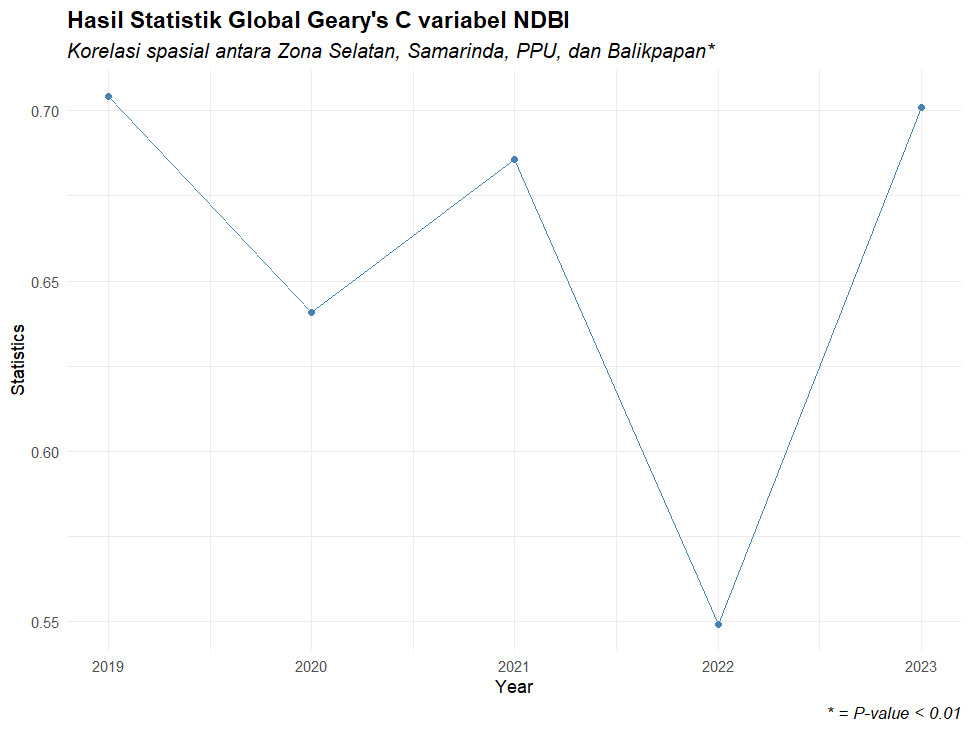 Hasil Statistik Global Geary's C variabel NDBI
Korelasi spasial antara Zona Selatan, Samarinda, PPU, dan Balikpapan*
0.70
0.65
0.60
0.55
Statistics
2019 2020 2021 2022 2023
Year
* = P-value < 0.01